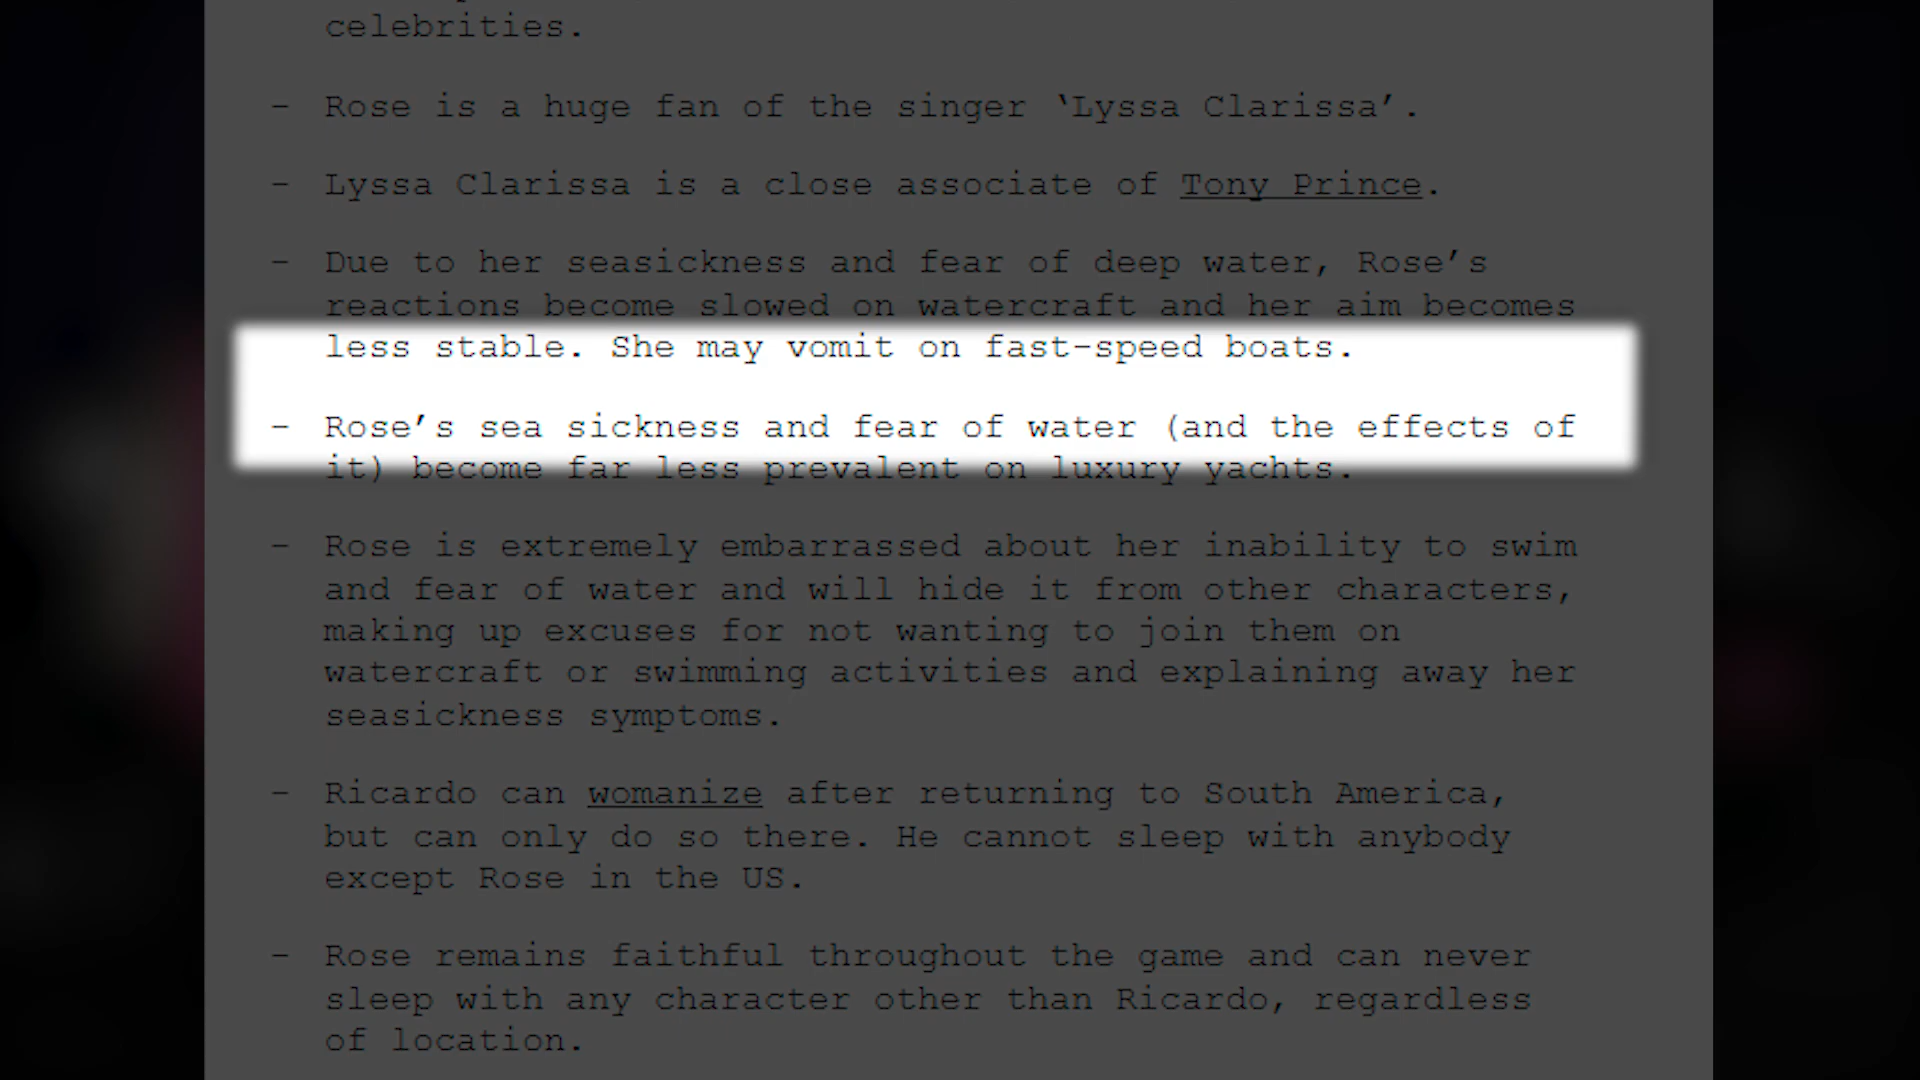 celebrities.
- Rose is a huge fan of the singer ‘Lyssa Clarissa’.
- Lyssa Clarissa is a close associate of Tony Prince.
- Due to her seasickness and fear of deep water, Rose’s
reactions become slowed on watercraft and her aim becomes
less stable. She may vomit on fast-speed boats.
- Rose’s sea sickness and fear of water (and the effects of
it) become far less prevalent on luxury yachts.
- Rose is extremely embarrassed about her inability to swim
and fear of water and will hide it from other characters,
making up excuses for not wanting to join them on
watercraft or swimming activities and explaining away her
seasickness symptoms.
- Ricardo can womanize after returning to South America,
but can only do so there. He cannot sleep with anybody
except Rose in the US.
- Rose remains faithful throughout the game and can never
sleep with any character other than Ricardo, regardless
of location.